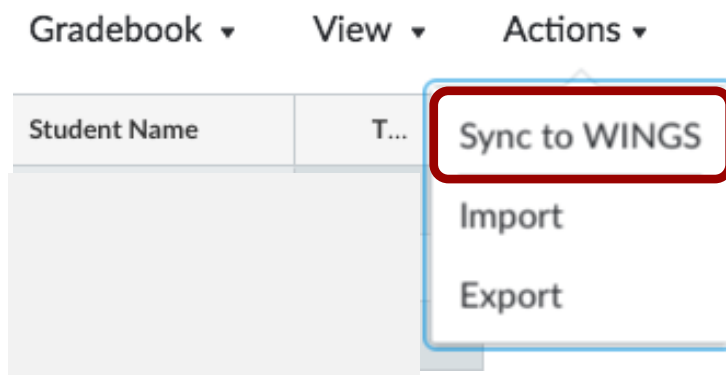 Gradebook View Actions
Student Name T...
Sync to WINGS
Import
Export